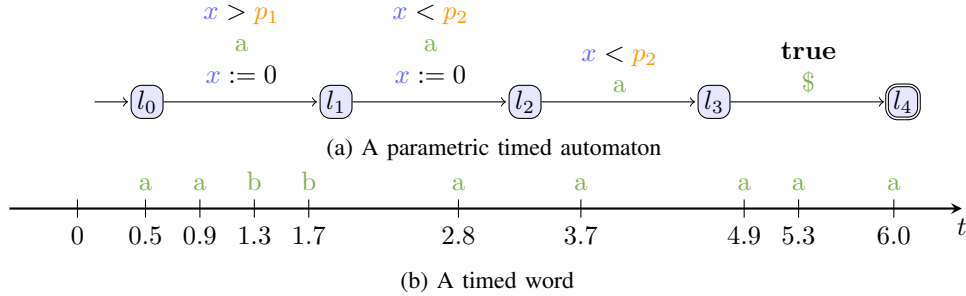 x > p₁ x < p₂
a a x < p₂ true
x := 0 x := 0 a $
l₀ l₁ l₂ l₃ l₄
(a) A parametric timed automaton
a a b b a a a a a
0 0.5 0.9 1.3 1.7 2.8 3.7 4.9 5.3 6.0 t
(b) A timed word